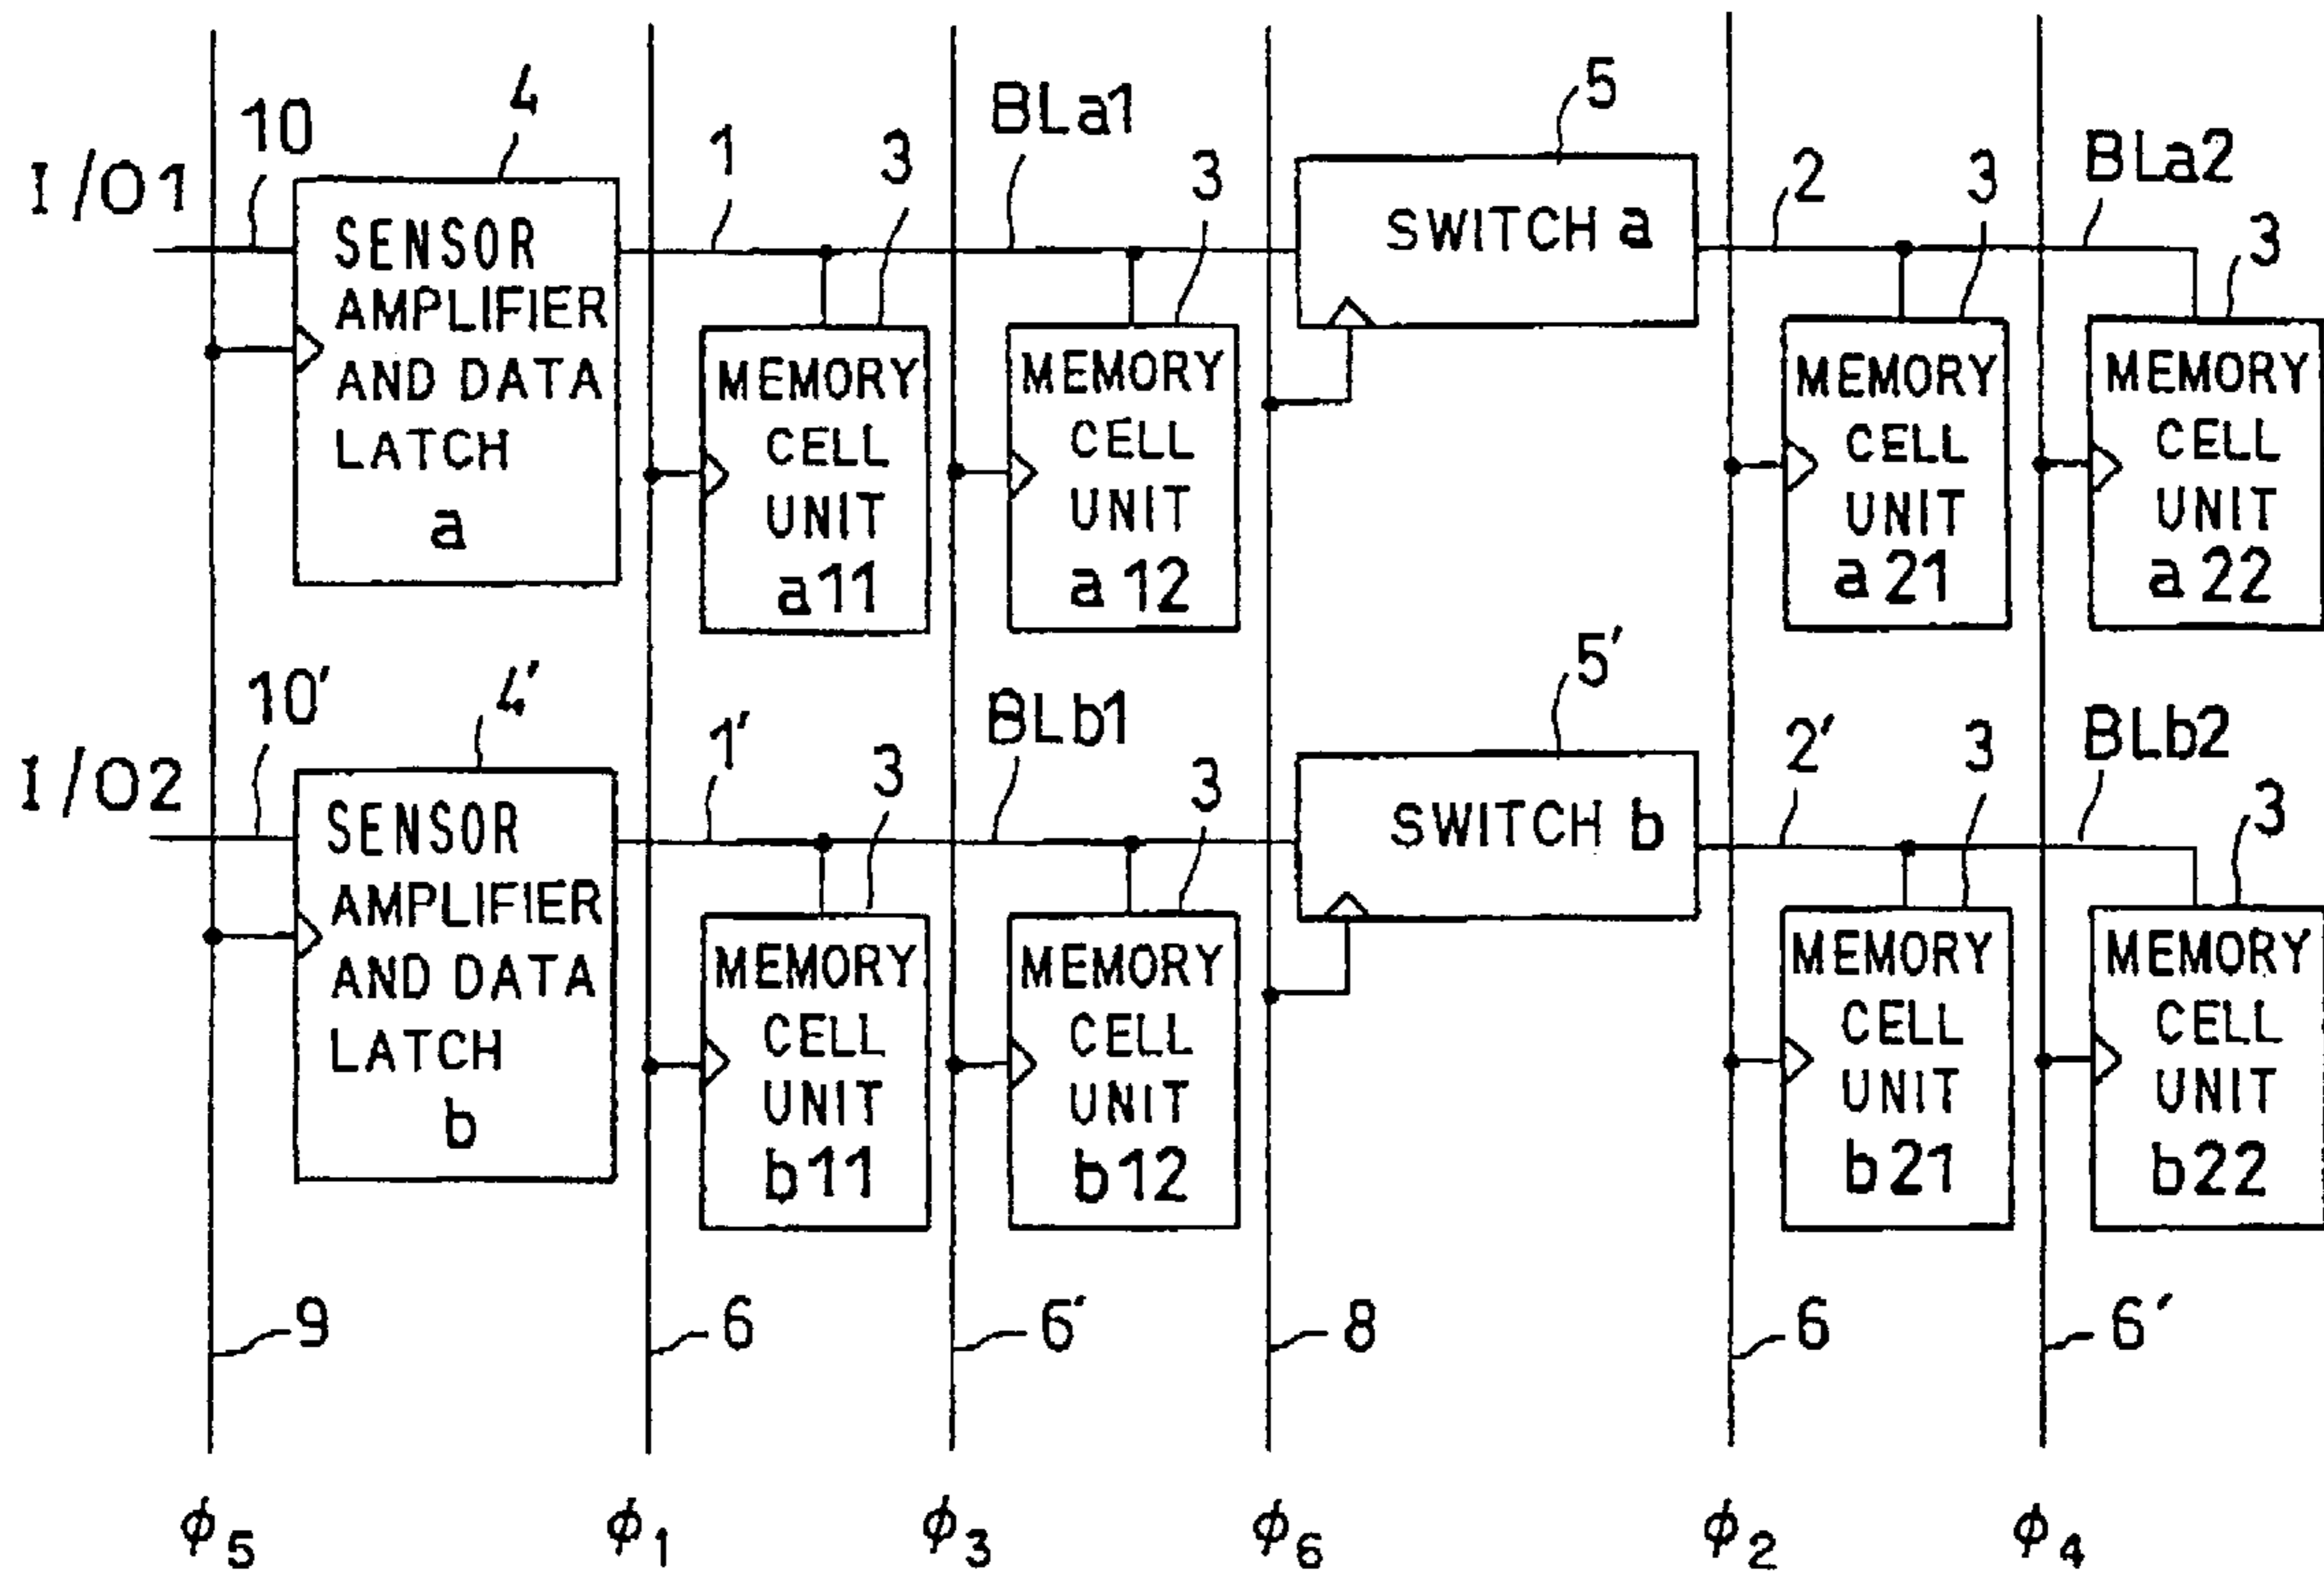 4
5
10
BLa1
1
3
3
BLa2
2
3
3
I/O1
SENSOR
AMPLIFIER
AND DATA
LATCH
a
SWITCH a
MEMORY
CELL
UNIT
a11
MEMORY
CELL
UNIT
a12
MEMORY
CELL
UNIT
a21
MEMORY
CELL
UNIT
a22
10′
4′
5′
BLb1
1′
3
3
2′
3
BLb2
3
I/O2
SENSOR
AMPLIFIER
AND DATA
LATCH
b
SWITCH b
MEMORY
CELL
UNIT
b11
MEMORY
CELL
UNIT
b12
MEMORY
CELL
UNIT
b21
MEMORY
CELL
UNIT
b22
9
6
6′
8
6
6′
ϕ5
ϕ1
ϕ3
ϕ6
ϕ2
ϕ4